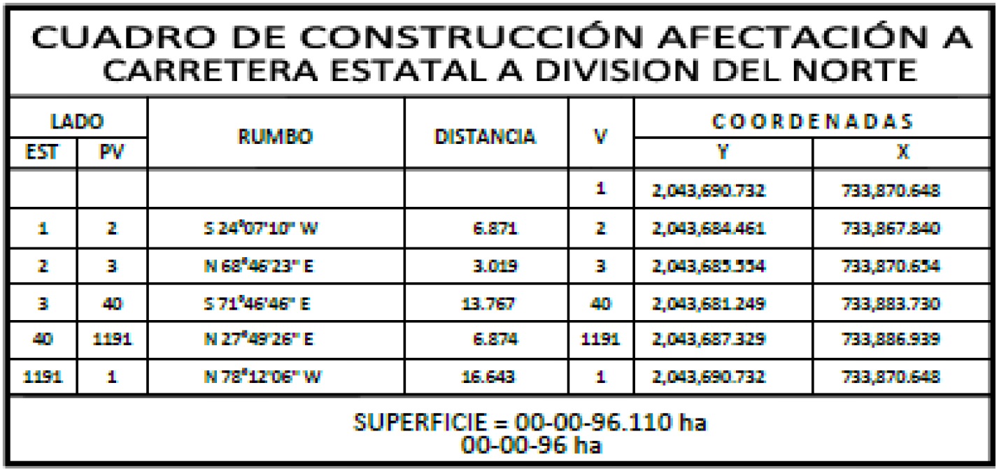 CUADRO DE CONSTRUCCIÓN AFECTACIÓN A
CARRETERA ESTATAL A DIVISION DEL NORTE
LADO RUMBO DISTANCIA V COORDENADAS
EST PV Y X
1 2,043,690.732 733,870.648
1 2 S 24°07'10" W 6.871 2 2,043,684.461 733,867.840
2 3 N 68°46'23" E 3.019 3 2,043,685.554 733,870.654
3 40 S 71°46'46" E 13.767 40 2,043,681.249 733,883.730
40 1191 N 27°49'26" E 6.874 1191 2,043,687.329 733,886.939
1191 1 N 78°12'06" W 16.643 1 2,043,690.732 733,870.648
SUPERFICIE = 00-00-96.110 ha
00-00-96 ha